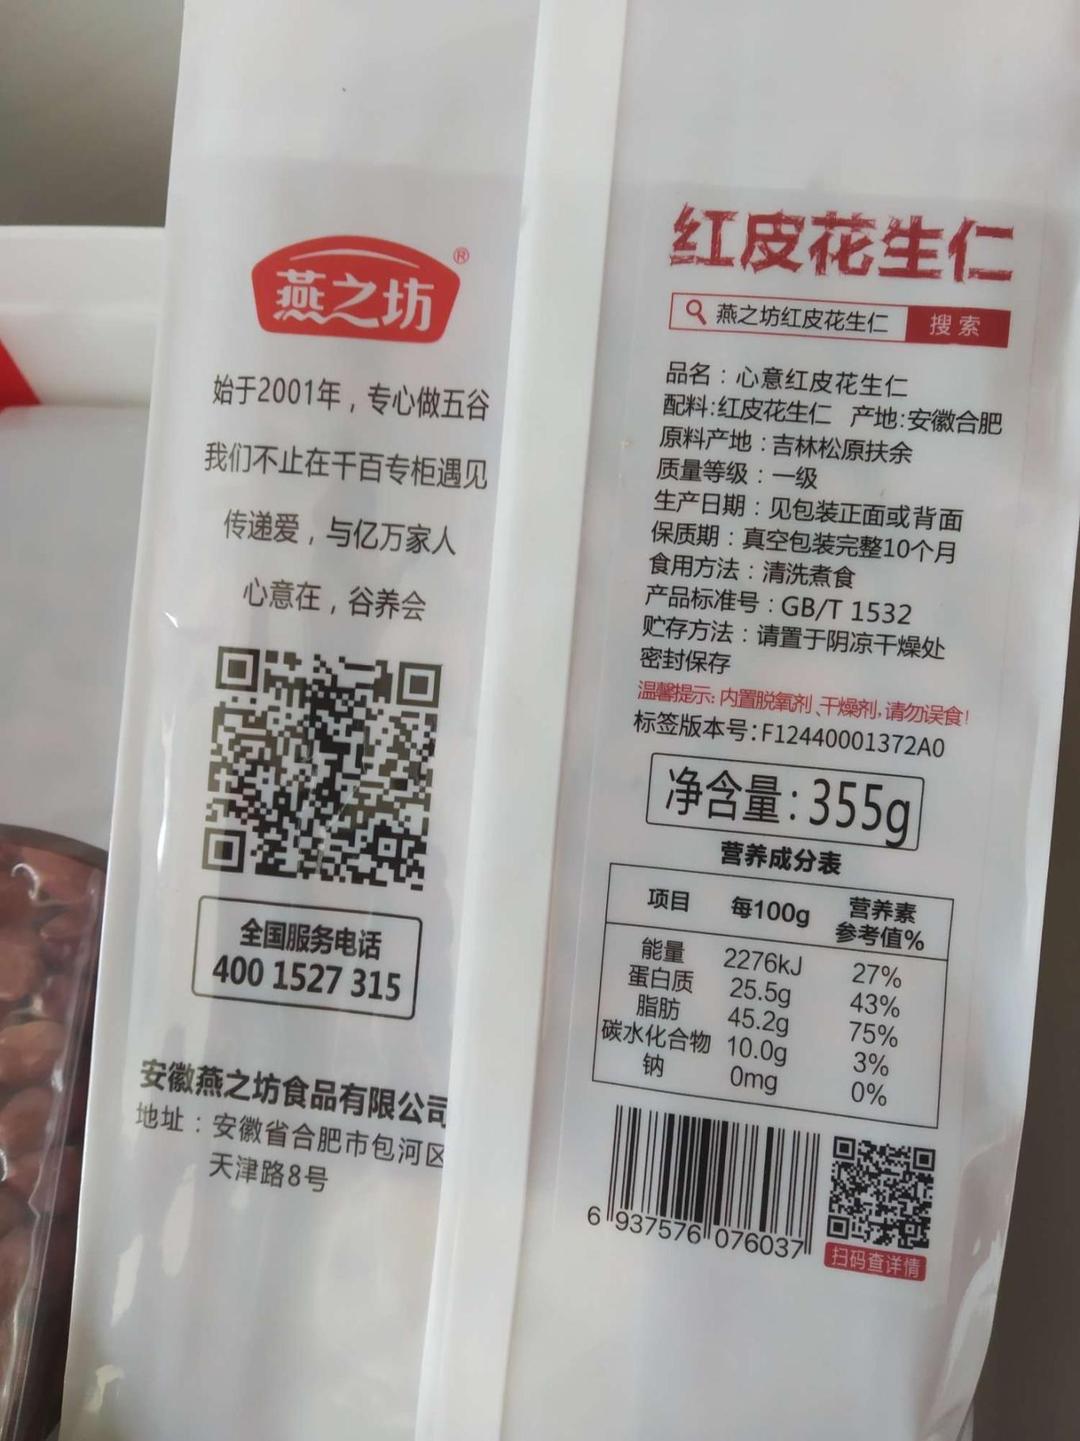 燕之坊®
始于2001年，专心做五谷
我们不止在千百专柜遇见
传递爱，与亿万家人
心意在，谷养会
全国服务电话
400 1527 315
安徽燕之坊食品有限公司
地址：安徽省合肥市包河区
天津路8号
红皮花生仁
燕之坊红皮花生仁 搜索
品名：心意红皮花生仁
配料:红皮花生仁 产地:安徽合肥
原料产地：吉林松原扶余
质量等级：一级
生产日期：见包装正面或背面
保质期：真空包装完整10个月
食用方法：清洗煮食
产品标准号：GB/T 1532
贮存方法：请置于阴凉干燥处
密封保存
温馨提示:内置脱氧剂、干燥剂,请勿误食!
标签版本号:F12440001372A0
净含量:355g
营养成分表
项目 每100g 营养素参考值%
能量 2276kJ 27%
蛋白质 25.5g 43%
脂肪 45.2g 75%
碳水化合物 10.0g 3%
钠 0mg 0%
6 937576 076037
扫码查详情